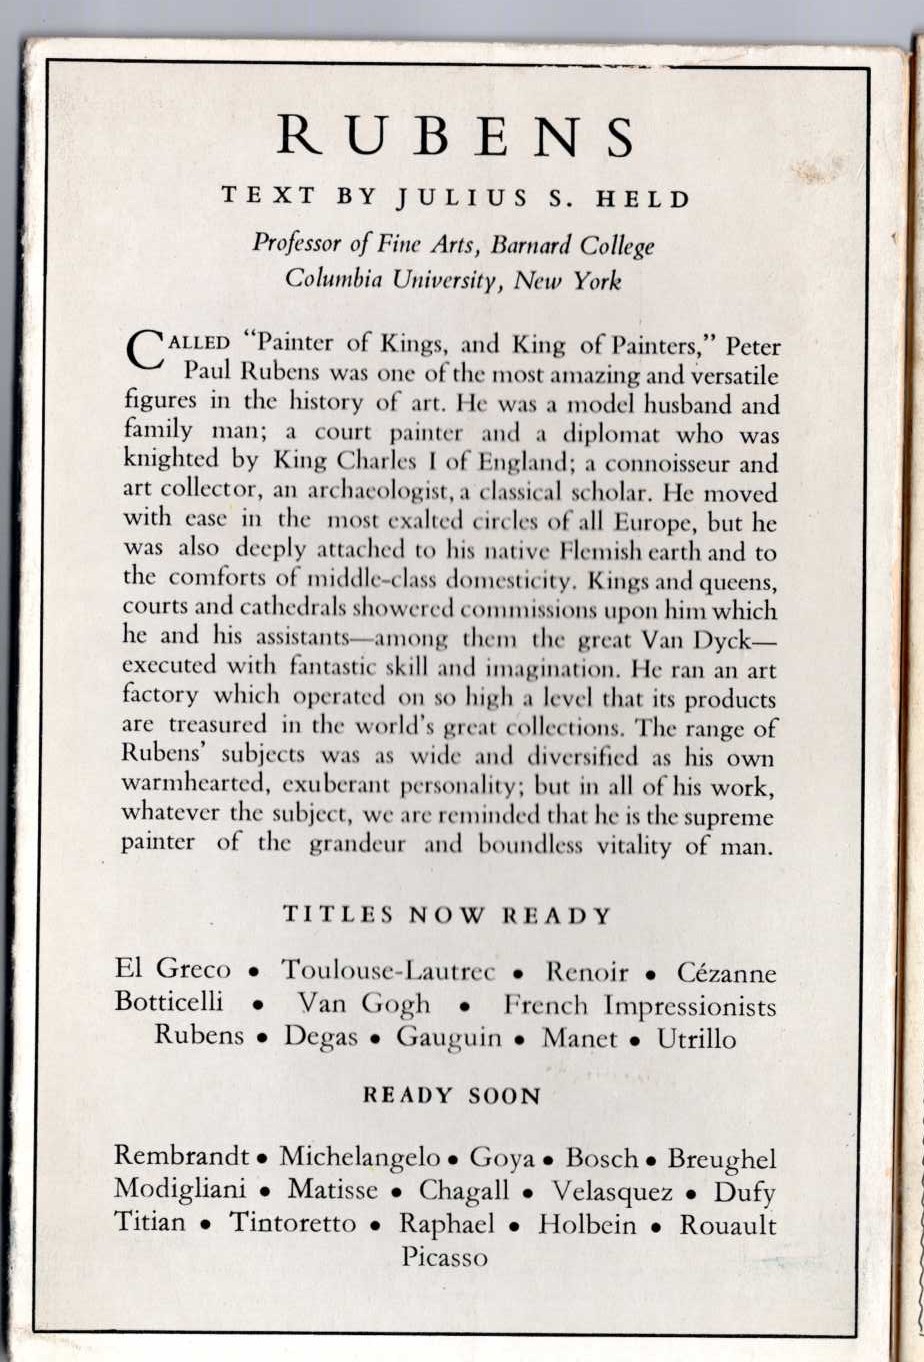 RUBENS
TEXT BY JULIUS S. HELD
Professor of Fine Arts, Barnard College
Columbia University, New York
CALLED “Painter of Kings, and King of Painters,” Peter
Paul Rubens was one of the most amazing and versatile
figures in the history of art. He was a model husband and
family man; a court painter and a diplomat who was
knighted by King Charles I of England; a connoisseur and
art collector, an archaeologist, a classical scholar. He moved
with ease in the most exalted circles of all Europe, but he
was also deeply attached to his native Flemish earth and to
the comforts of middle-class domesticity. Kings and queens,
courts and cathedrals showered commissions upon him which
he and his assistants—among them the great Van Dyck—
executed with fantastic skill and imagination. He ran an art
factory which operated on so high a level that its products
are treasured in the world’s great collections. The range of
Rubens’ subjects was as wide and diversified as his own
warmhearted, exuberant personality; but in all of his work,
whatever the subject, we are reminded that he is the supreme
painter of the grandeur and boundless vitality of man.
TITLES NOW READY
El Greco • Toulouse-Lautrec • Renoir • Cézanne
Botticelli • Van Gogh • French Impressionists
Rubens • Degas • Gauguin • Manet • Utrillo
READY SOON
Rembrandt • Michelangelo • Goya • Bosch • Breughel
Modigliani • Matisse • Chagall • Velasquez • Dufy
Titian • Tintoretto • Raphael • Holbein • Rouault
Picasso